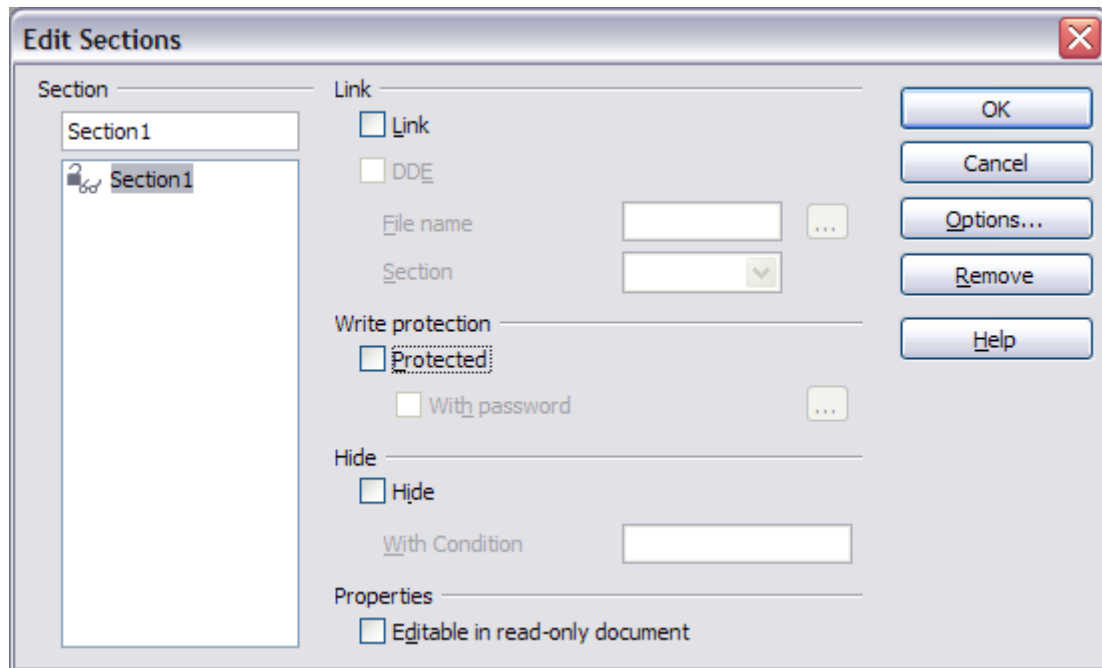 Edit Sections
Section
Section1
Section1
Link
Link
DDE
File name
...
Section
Write protection
Protected
With password
...
Hide
Hide
With Condition
Properties
Editable in read-only document
OK
Cancel
Options...
Remove
Help